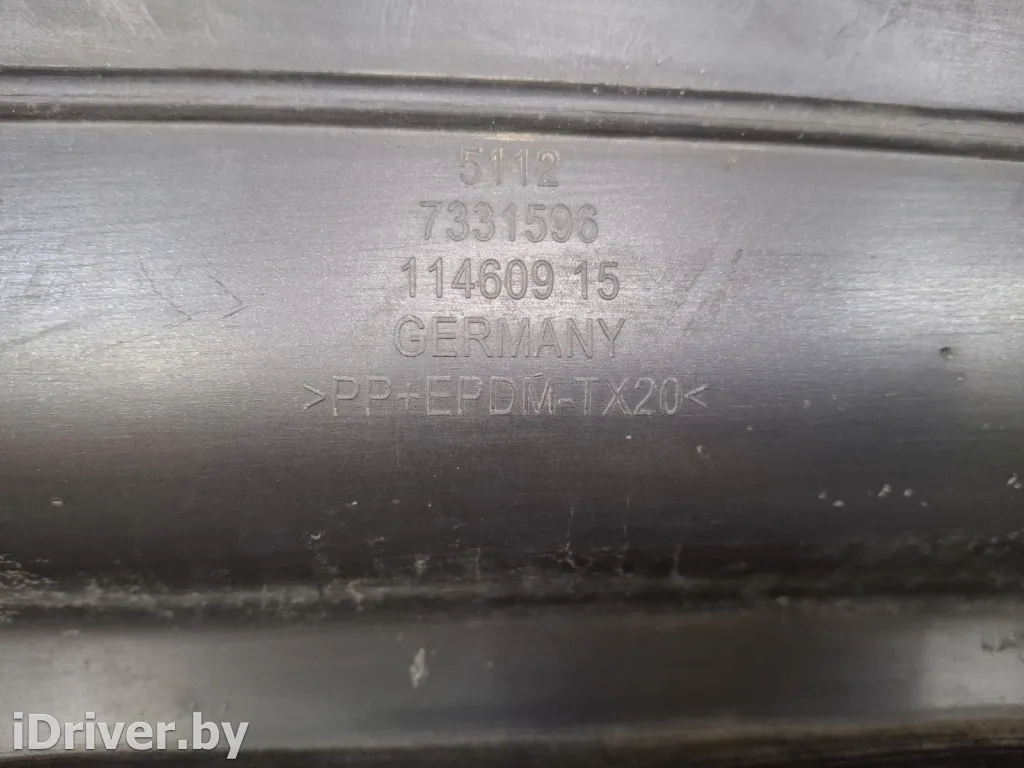 5112
7331596
114609 15
GERMANY
>PP+EPDM-TX20<
iDriver.by